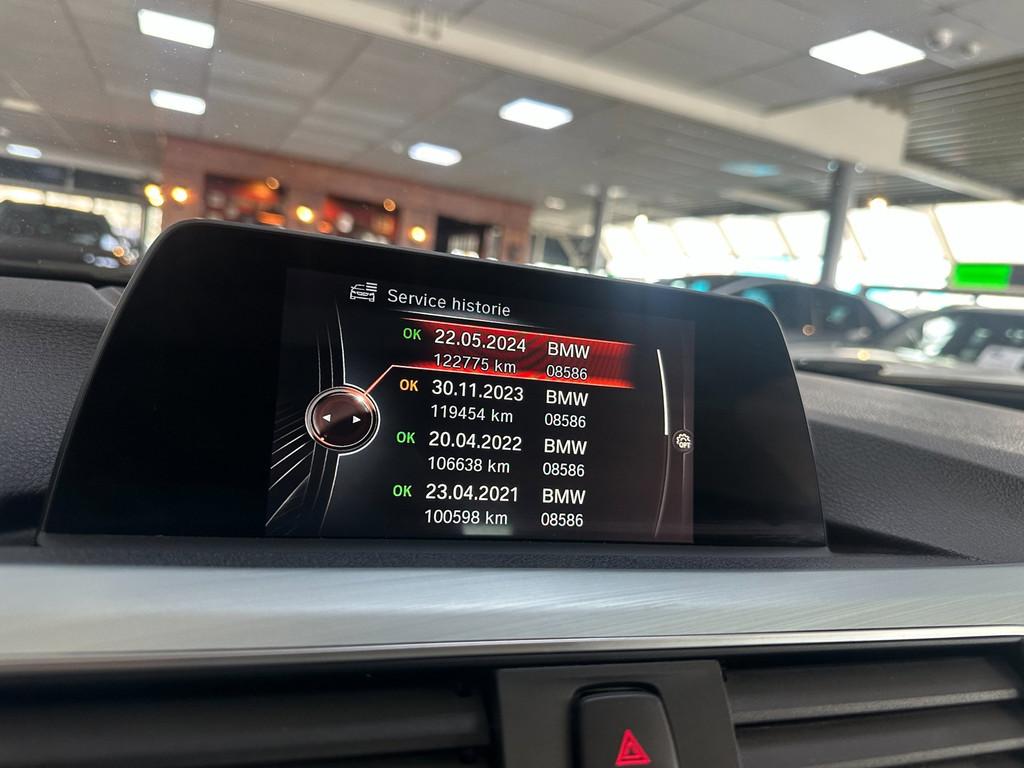 Service historie
OK 22.05.2024 BMW
122775 km 08586
OK 30.11.2023 BMW
119454 km 08586
OK 20.04.2022 BMW
106638 km 08586
OK 23.04.2021 BMW
100598 km 08586
OPT